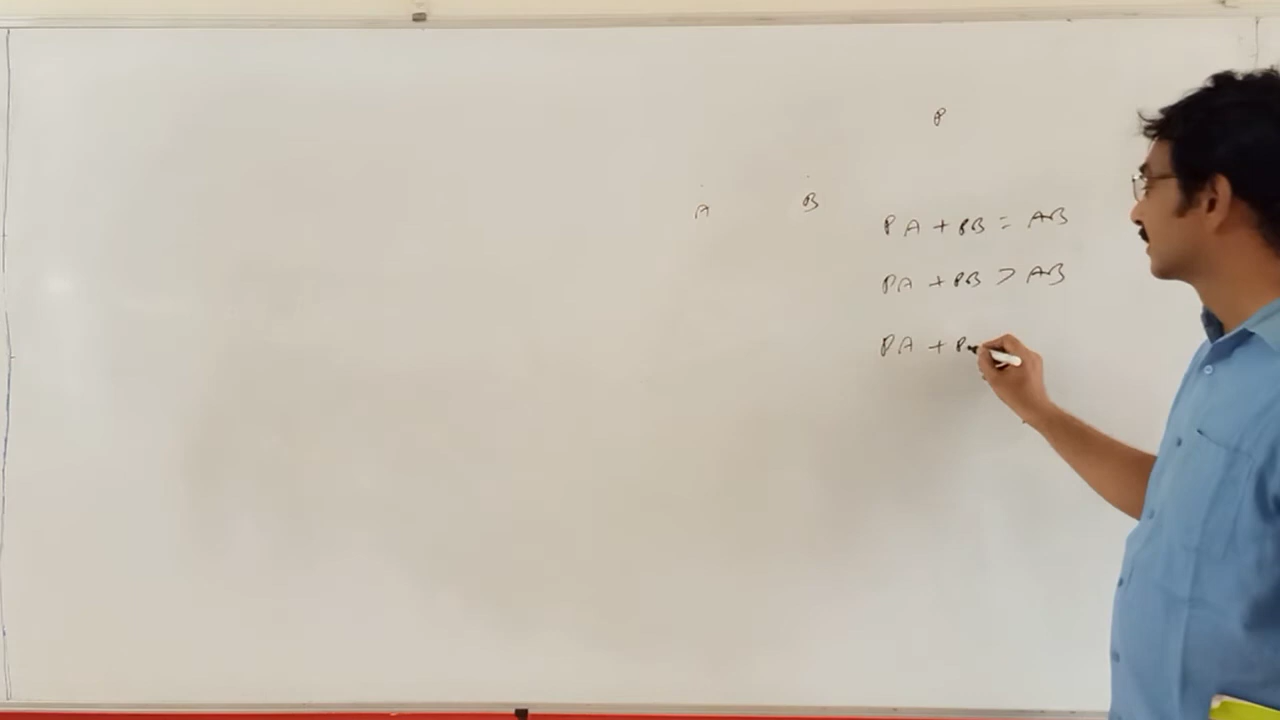 P
A B
PA + PB = AB
PA + PB > AB
PA + P